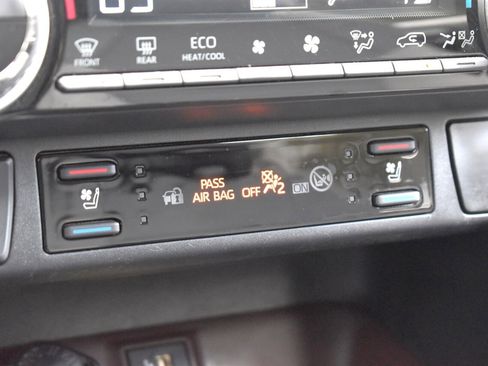 FRONT
REAR
ECO
HEAT/COOL
PASS
AIR BAG OFF 2
ON